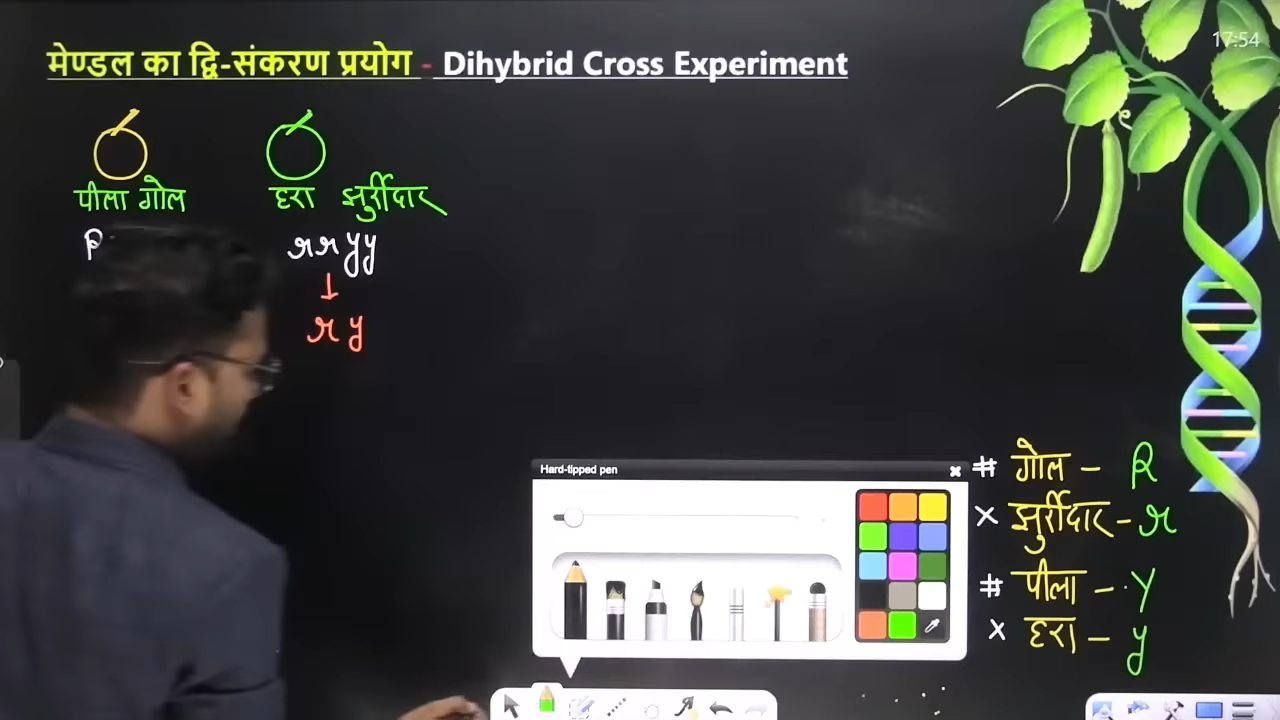 मेण्डल का द्वि-संकरण प्रयोग - Dihybrid Cross Experiment
17:54
पीला गोल
हरा झुर्रीदार
R
rryy
↓
ry
Hard-tipped pen
# गोल – R
× झुर्रीदार – r
# पीला – Y
× हरा – y